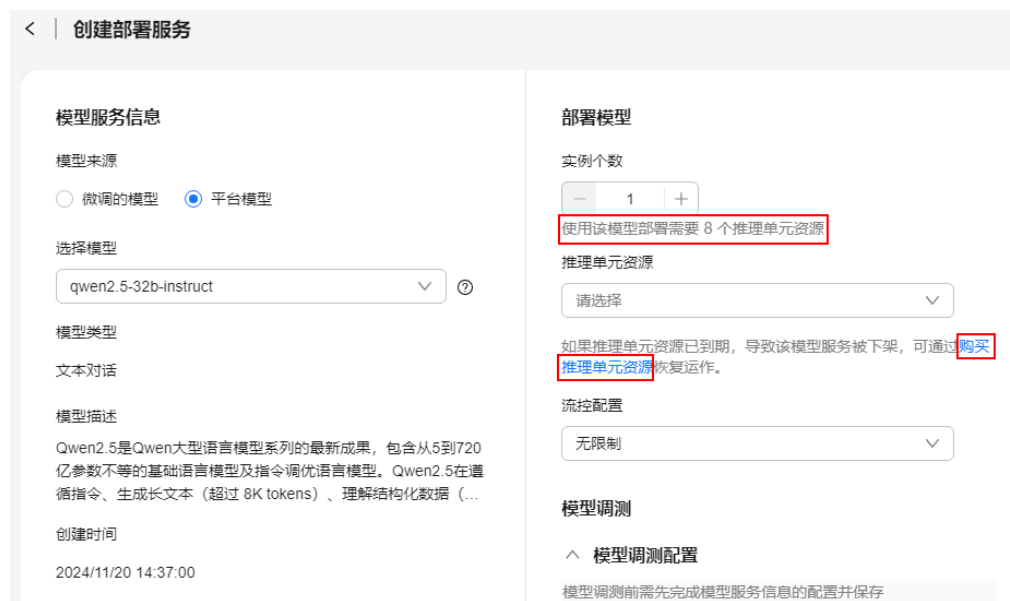 创建部署服务
模型服务信息
模型来源
微调的模型 平台模型
选择模型
qwen2.5-32b-instruct
模型类型
文本对话
模型描述
Qwen2.5是Qwen大型语言模型系列的最新成果，包含从5到720
亿参数不等的基础语言模型及指令调优语言模型。Qwen2.5在遵
循指令、生成长文本（超过 8K tokens）、理解结构化数据（...
创建时间
2024/11/20 14:37:00
部署模型
实例个数
1
使用该模型部署需要 8 个推理单元资源
推理单元资源
请选择
如果推理单元资源已到期，导致该模型服务被下架，可通过购买
推理单元资源恢复运作。
流控配置
无限制
模型调测
模型调测配置
模型调测前需先完成模型服务信息的配置并保存